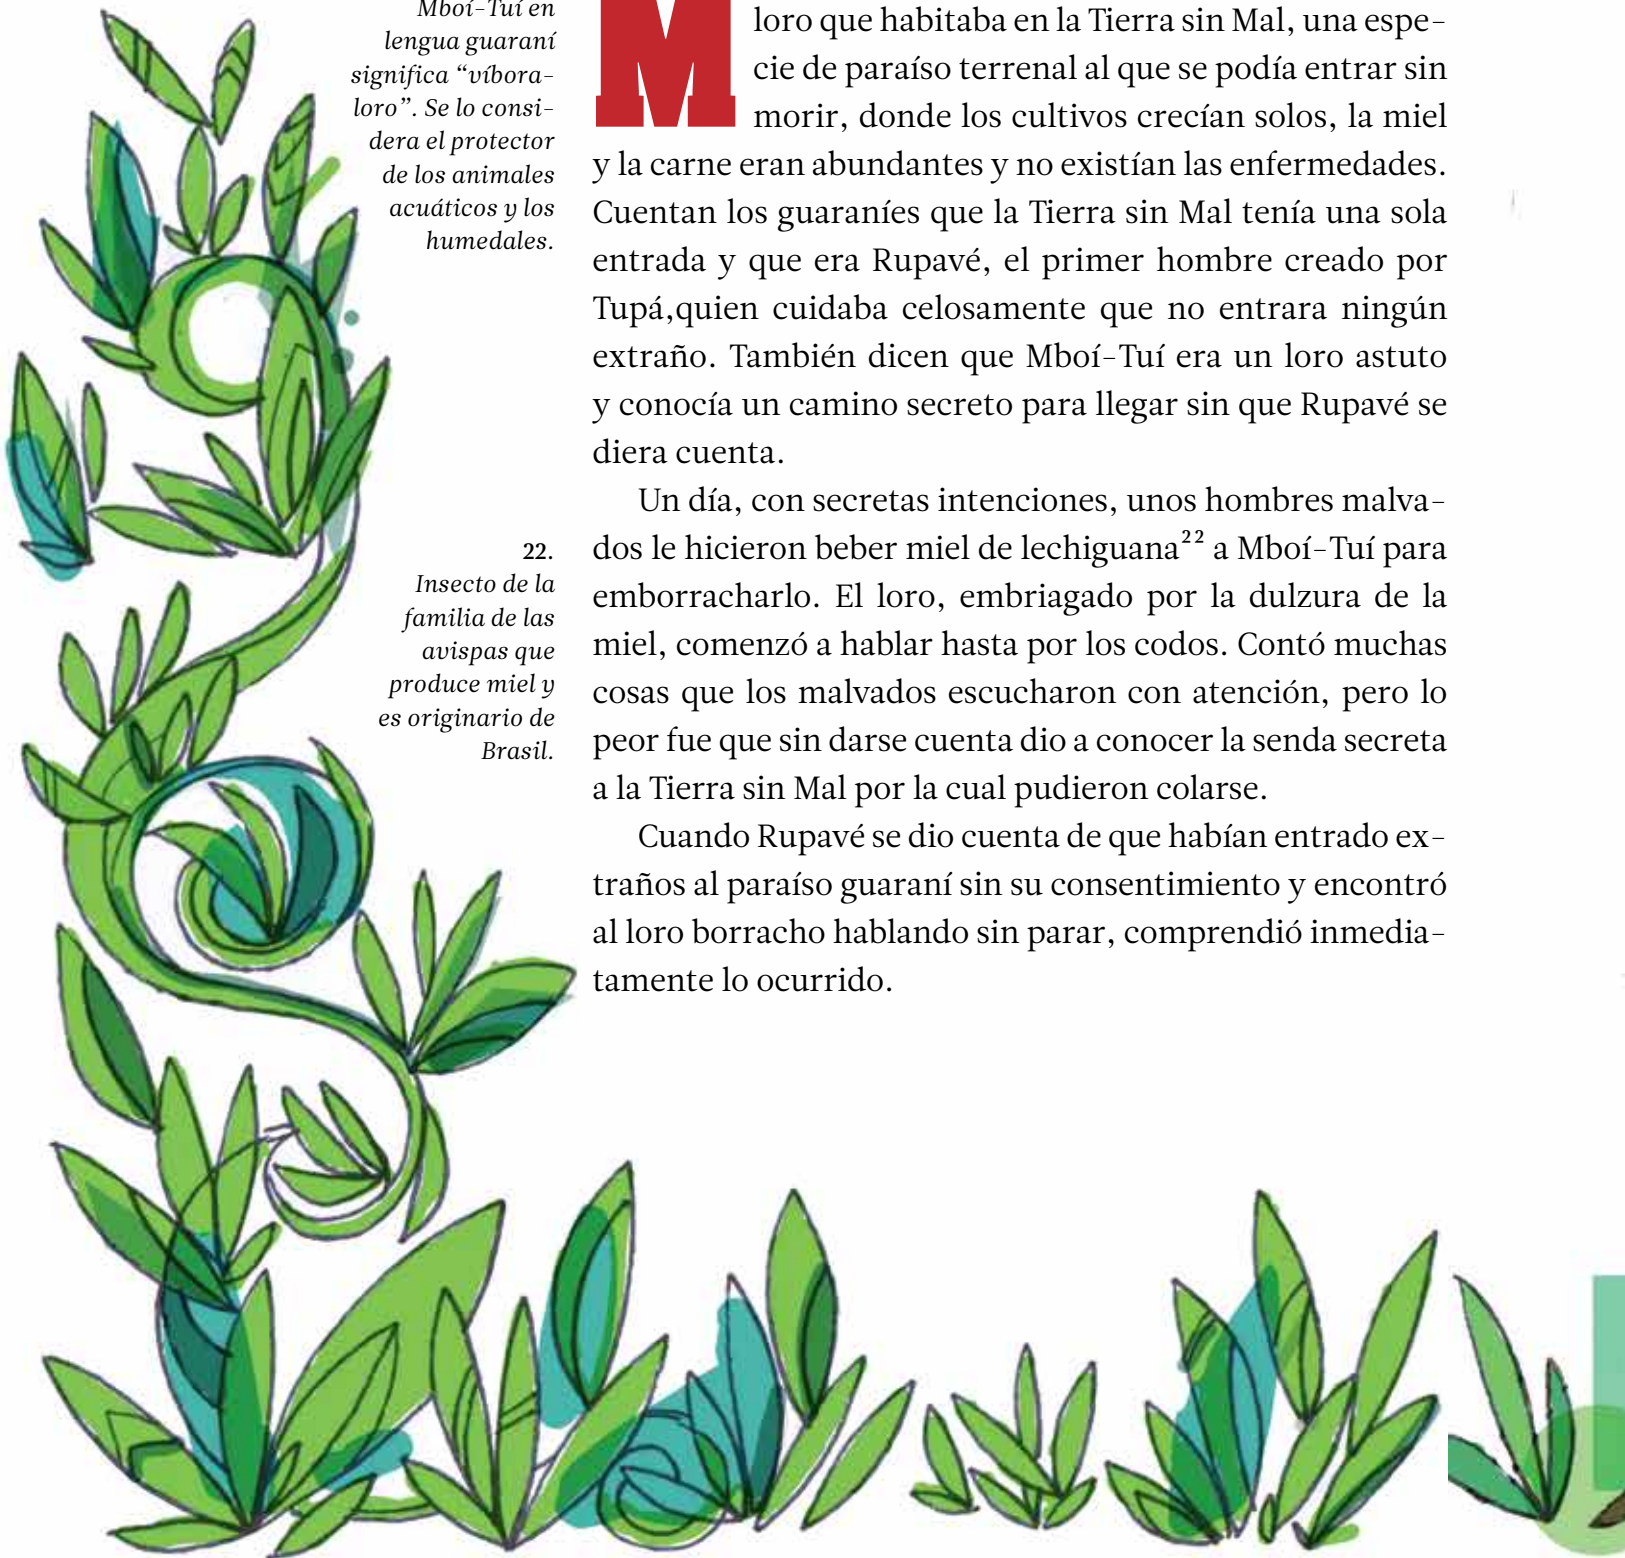 Mboí-Tuí en
lengua guaraní
significa “víbora-
loro”. Se lo consi-
dera el protector
de los animales
acuáticos y los
humedales.
M
loro que habitaba en la Tierra sin Mal, una espe-
cie de paraíso terrenal al que se podía entrar sin
morir, donde los cultivos crecían solos, la miel
y la carne eran abundantes y no existían las enfermedades.
Cuentan los guaraníes que la Tierra sin Mal tenía una sola
entrada y que era Rupavé, el primer hombre creado por
Tupá,quien cuidaba celosamente que no entrara ningún
extraño. También dicen que Mboí-Tuí era un loro astuto
y conocía un camino secreto para llegar sin que Rupavé se
diera cuenta.
Un día, con secretas intenciones, unos hombres malva-
dos le hicieron beber miel de lechiguana²² a Mboí-Tuí para
emborracharlo. El loro, embriagado por la dulzura de la
miel, comenzó a hablar hasta por los codos. Contó muchas
cosas que los malvados escucharon con atención, pero lo
peor fue que sin darse cuenta dio a conocer la senda secreta
a la Tierra sin Mal por la cual pudieron colarse.
Cuando Rupavé se dio cuenta de que habían entrado ex-
traños al paraíso guaraní sin su consentimiento y encontró
al loro borracho hablando sin parar, comprendió inmedia-
tamente lo ocurrido.
22.
Insecto de la
familia de las
avispas que
produce miel y
es originario de
Brasil.